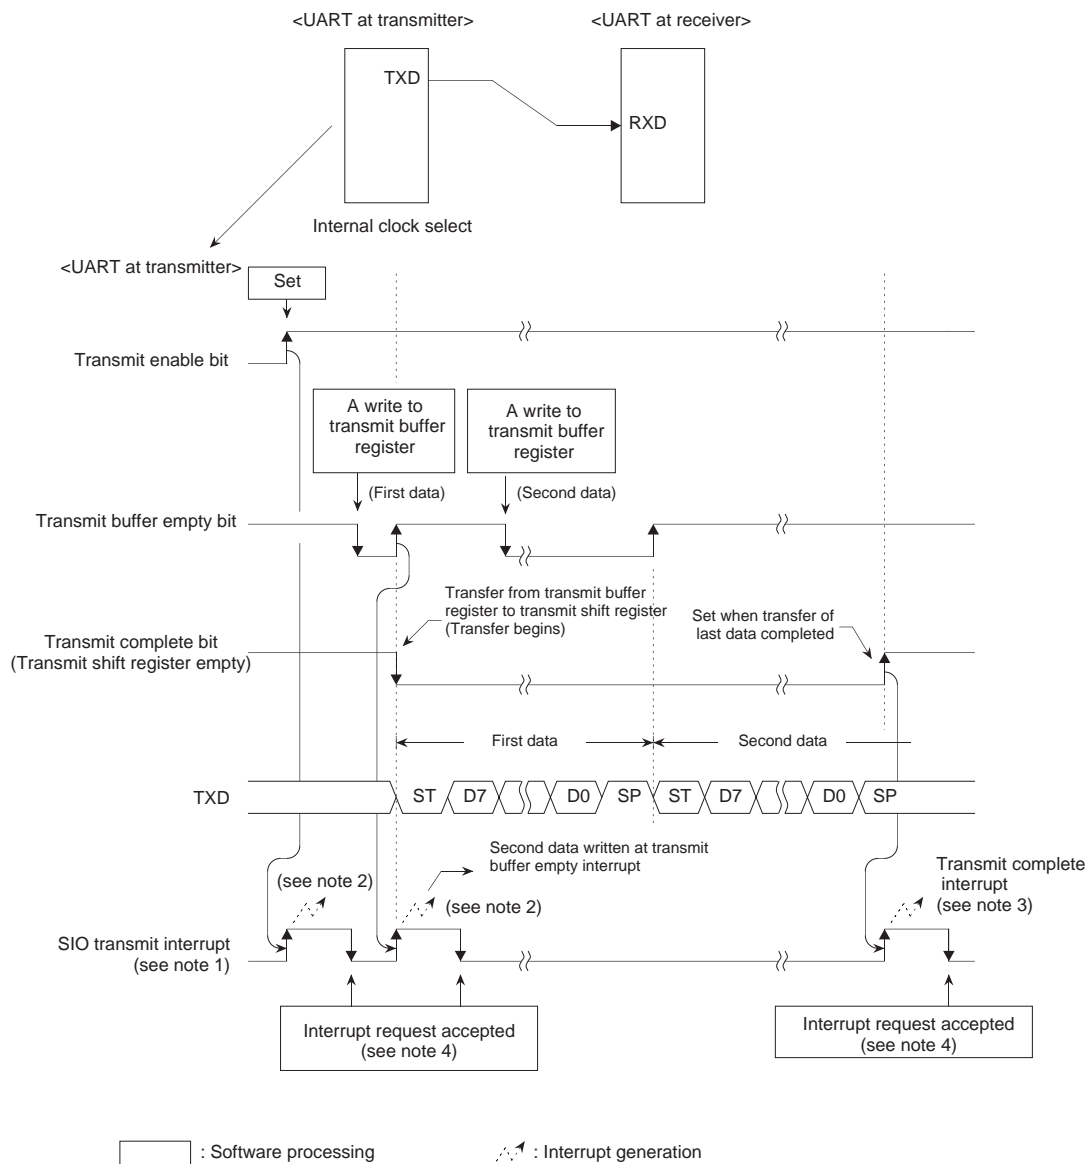 <UART at transmitter>
<UART at receiver>
TXD
RXD
Internal clock select
<UART at transmitter>
Set
Transmit enable bit
A write to
transmit buffer
register
A write to
transmit buffer
register
(First data)
(Second data)
Transmit buffer empty bit
Transfer from transmit buffer
register to transmit shift register
(Transfer begins)
Set when transfer of
last data completed
Transmit complete bit
(Transmit shift register empty)
First data
Second data
TXD
ST
D7
D0
SP
ST
D7
D0
SP
Second data written at transmit
buffer empty interrupt
(see note 2)
(see note 2)
Transmit complete
interrupt
(see note 3)
SIO transmit interrupt
(see note 1)
Interrupt request accepted
(see note 4)
Interrupt request accepted
(see note 4)
: Software processing
: Interrupt generation